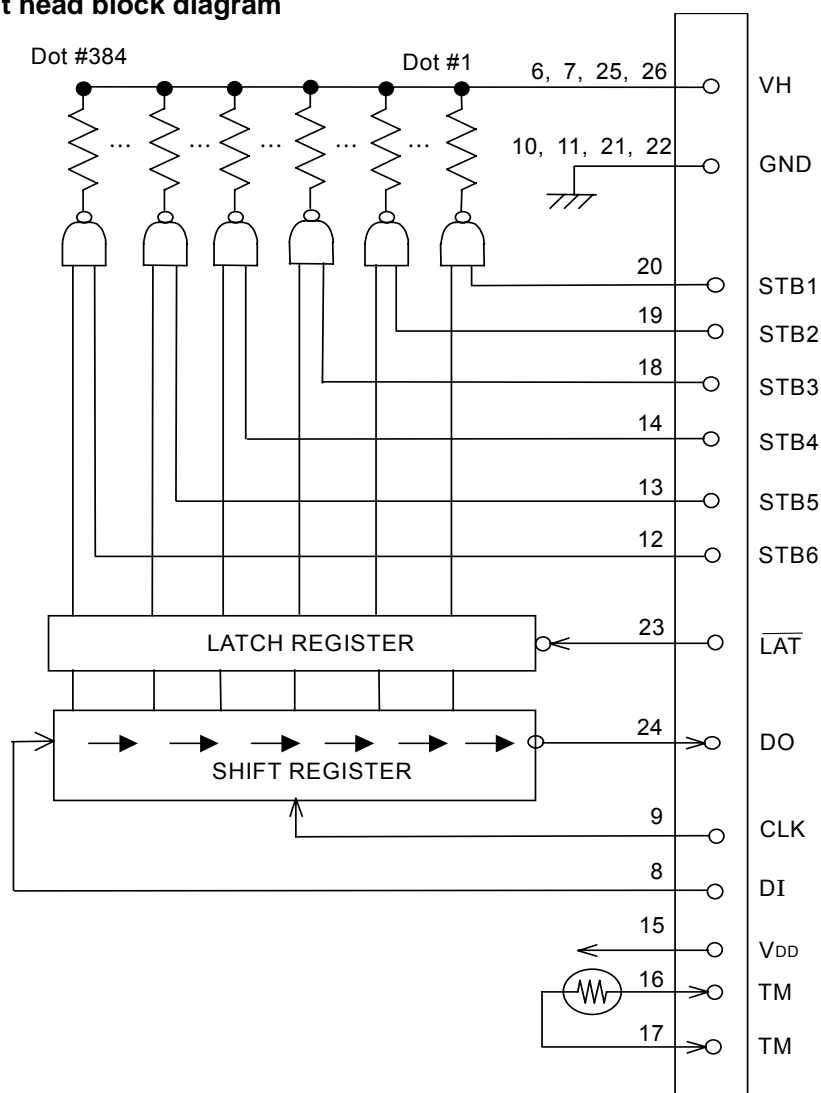 t head block diagram
Dot #384
Dot #1
6, 7, 25, 26
VH
10, 11, 21, 22
GND
20
STB1
19
STB2
18
STB3
14
STB4
13
STB5
12
STB6
LATCH REGISTER
23
LAT
24
DO
SHIFT REGISTER
9
CLK
8
DI
15
VDD
16
TM
17
TM